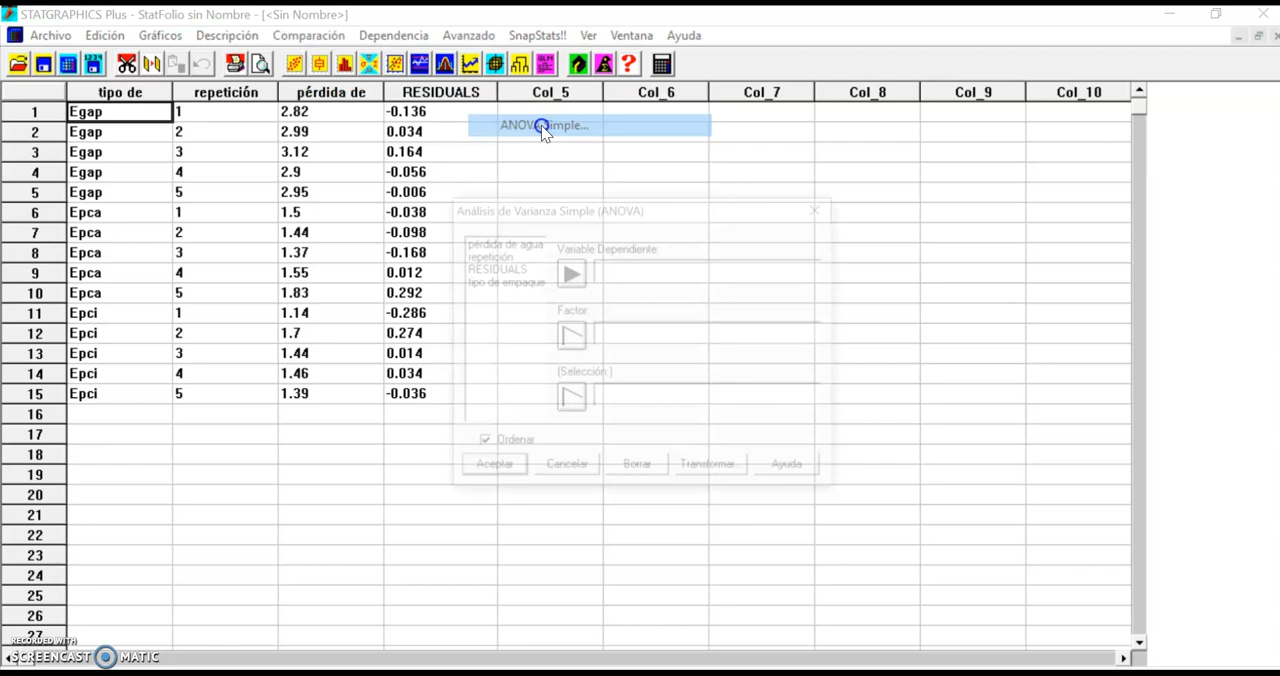 STATGRAPHICS Plus - StatFolio sin Nombre - [<Sin Nombre>]
Archivo Edición Gráficos Descripción Comparación Dependencia Avanzado SnapStats!! Ver Ventana Ayuda
tipo de repetición pérdida de RESIDUALS Col_5 Col_6 Col_7 Col_8 Col_9 Col_10
1 Egap 1 2.82 -0.136
ANOVA Simple...
2 Egap 2 2.99 0.034
3 Egap 3 3.12 0.164
4 Egap 4 2.9 -0.056
5 Egap 5 2.95 -0.006
6 Epca 1 1.5 -0.038
7 Epca 2 1.44 -0.098
8 Epca 3 1.37 -0.168
9 Epca 4 1.55 0.012
10 Epca 5 1.83 0.292
11 Epci 1 1.14 -0.286
12 Epci 2 1.7 0.274
13 Epci 3 1.44 0.014
14 Epci 4 1.46 0.034
15 Epci 5 1.39 -0.036
16
17
18
19
20
21
22
23
24
25
26
27
Análisis de Varianza Simple (ANOVA)
pérdida de agua
repetición
RESIDUALS
tipo de empaque
Variable Dependiente:
Factor:
(Selección:)
Ordenar
Aceptar Cancelar Borrar Transformar... Ayuda
RECORDED WITH
SCREENCAST MATIC